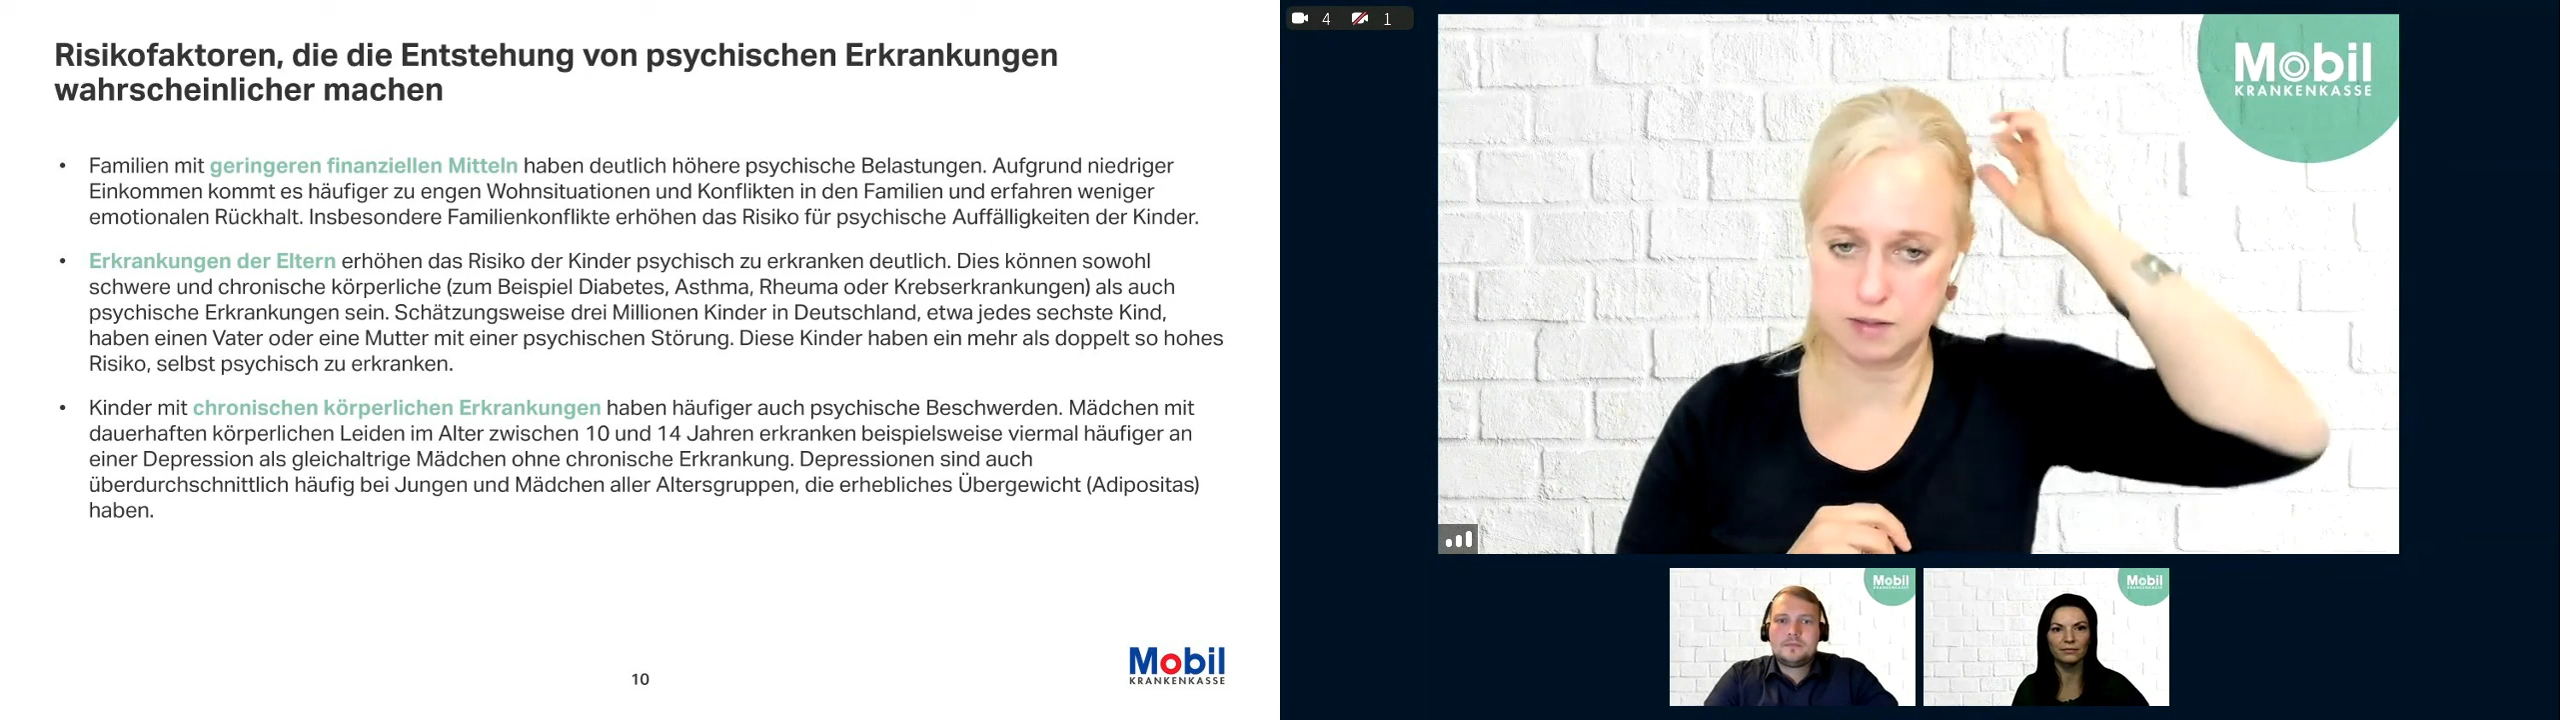 Risikofaktoren, die die Entstehung von psychischen Erkrankungen
wahrscheinlicher machen
• Familien mit geringeren finanziellen Mitteln haben deutlich höhere psychische Belastungen. Aufgrund niedriger
Einkommen kommt es häufiger zu engen Wohnsituationen und Konflikten in den Familien und erfahren weniger
emotionalen Rückhalt. Insbesondere Familienkonflikte erhöhen das Risiko für psychische Auffälligkeiten der Kinder.
• Erkrankungen der Eltern erhöhen das Risiko der Kinder psychisch zu erkranken deutlich. Dies können sowohl
schwere und chronische körperliche (zum Beispiel Diabetes, Asthma, Rheuma oder Krebserkrankungen) als auch
psychische Erkrankungen sein. Schätzungsweise drei Millionen Kinder in Deutschland, etwa jedes sechste Kind,
haben einen Vater oder eine Mutter mit einer psychischen Störung. Diese Kinder haben ein mehr als doppelt so hohes
Risiko, selbst psychisch zu erkranken.
• Kinder mit chronischen körperlichen Erkrankungen haben häufiger auch psychische Beschwerden. Mädchen mit
dauerhaften körperlichen Leiden im Alter zwischen 10 und 14 Jahren erkranken beispielsweise viermal häufiger an
einer Depression als gleichaltrige Mädchen ohne chronische Erkrankung. Depressionen sind auch
überdurchschnittlich häufig bei Jungen und Mädchen aller Altersgruppen, die erhebliches Übergewicht (Adipositas)
haben.
10
Mobil
KRANKENKASSE
4 1
Mobil
KRANKENKASSE
Mobil
KRANKENKASSE
Mobil
KRANKENKASSE